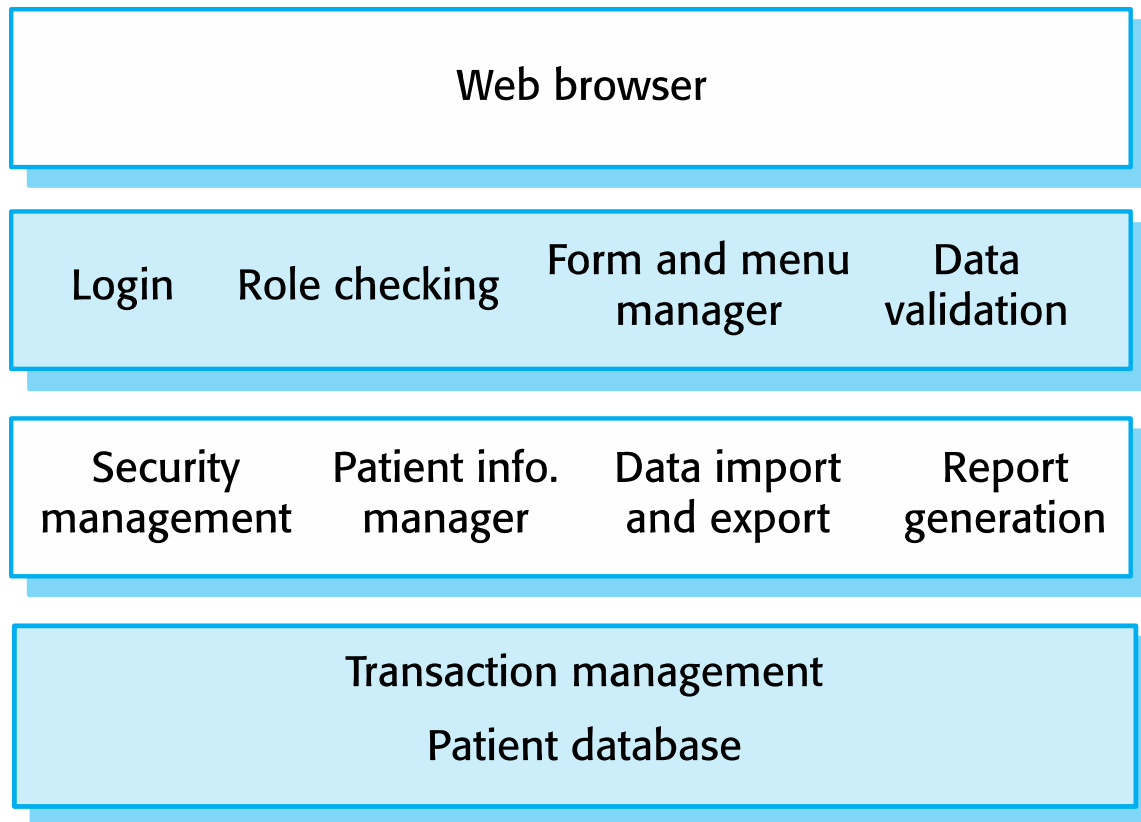 Web browser
Login Role checking Form and menu manager Data validation
Security management Patient info. manager Data import and export Report generation
Transaction management
Patient database